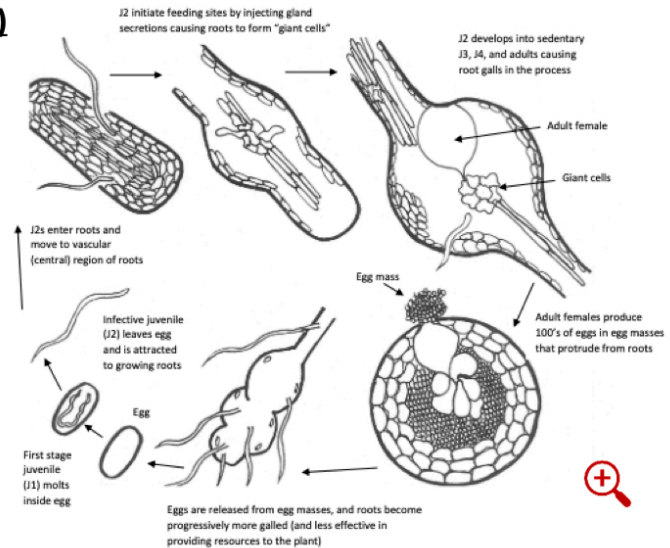 )
J2 initiate feeding sites by injecting gland
secretions causing roots to form “giant cells”
J2 develops into sedentary
J3, J4, and adults causing
root galls in the process
Adult female
Giant cells
J2s enter roots and
move to vascular
(central) region of roots
Egg mass
Adult females produce
100’s of eggs in egg masses
that protrude from roots
Infective juvenile
(J2) leaves egg
and is attracted
to growing roots
Egg
First stage
juvenile
(J1) molts
inside egg
Eggs are released from egg masses, and roots become
progressively more galled (and less effective in
providing resources to the plant)